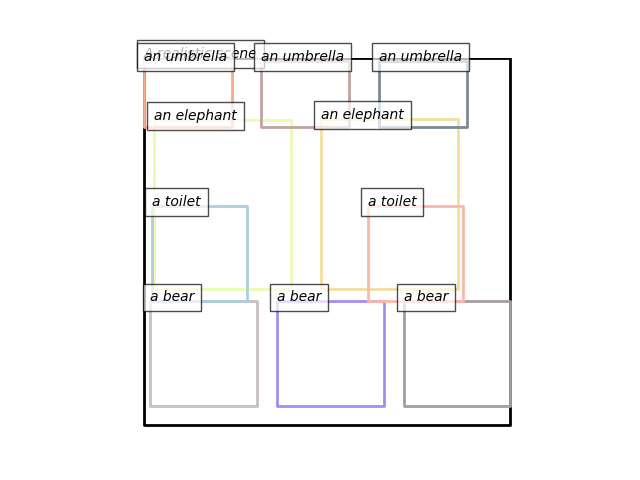 A realistic scene
an umbrella
an umbrella
an umbrella
an elephant
an elephant
a toilet
a toilet
a bear
a bear
a bear